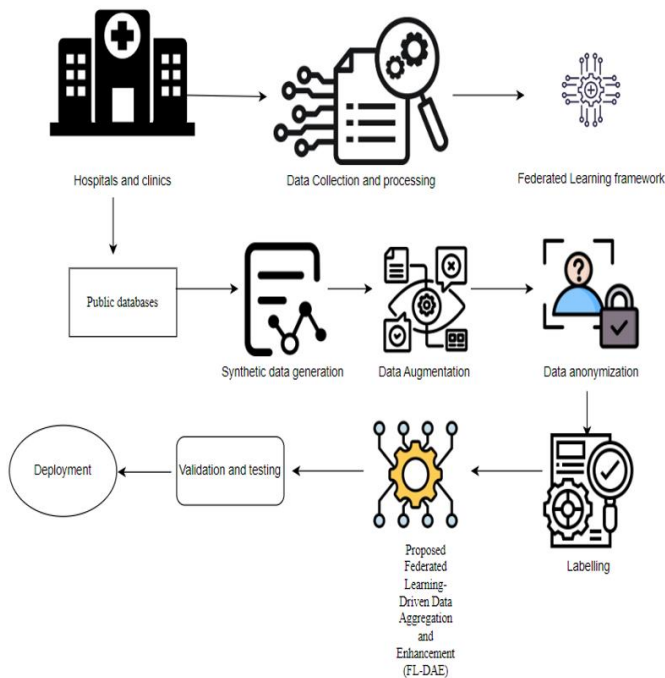 Hospitals and clinics
Data Collection and processing
Federated Learning framework
Public databases
Synthetic data generation
Data Augmentation
Data anonymization
Deployment
Validation and testing
Proposed
Federated
Learning-
Driven Data
Aggregation
and
Enhancement
(FL-DAE)
Labelling